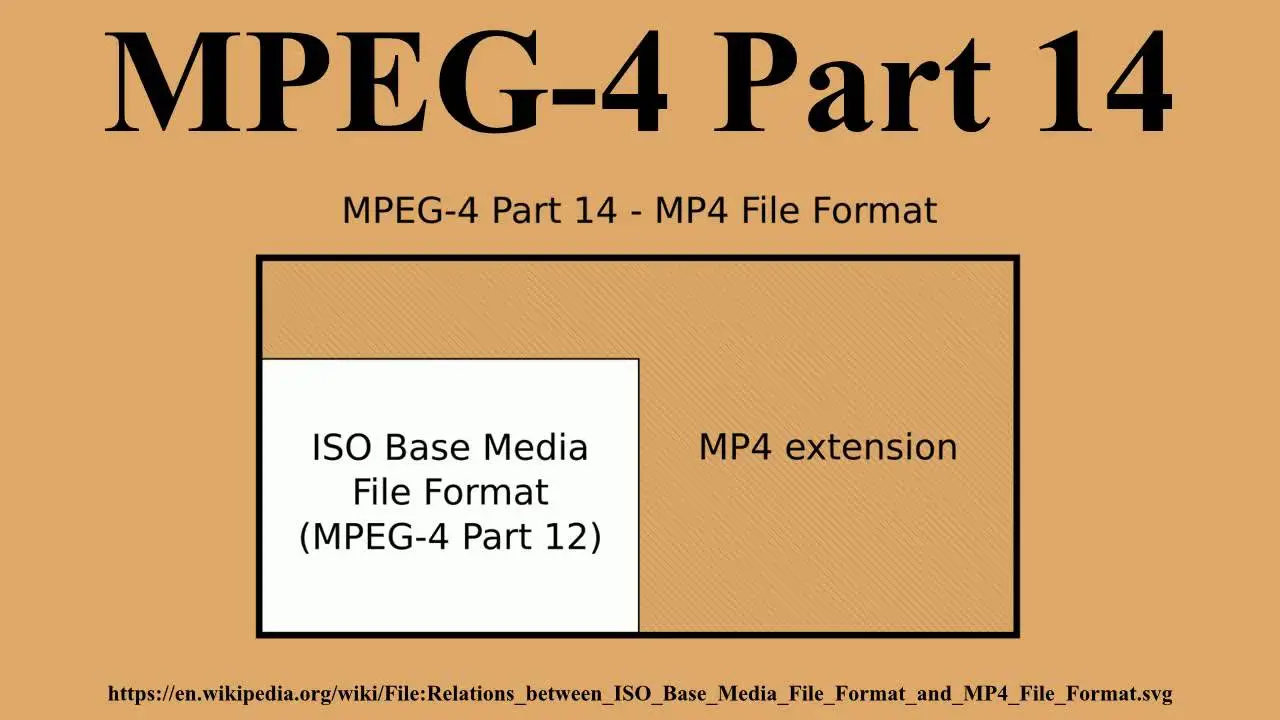 MPEG-4 Part 14
MPEG-4 Part 14 - MP4 File Format
ISO Base Media
File Format
(MPEG-4 Part 12)
MP4 extension
https://en.wikipedia.org/wiki/File:Relations_between_ISO_Base_Media_File_Format_and_MP4_File_Format.svg